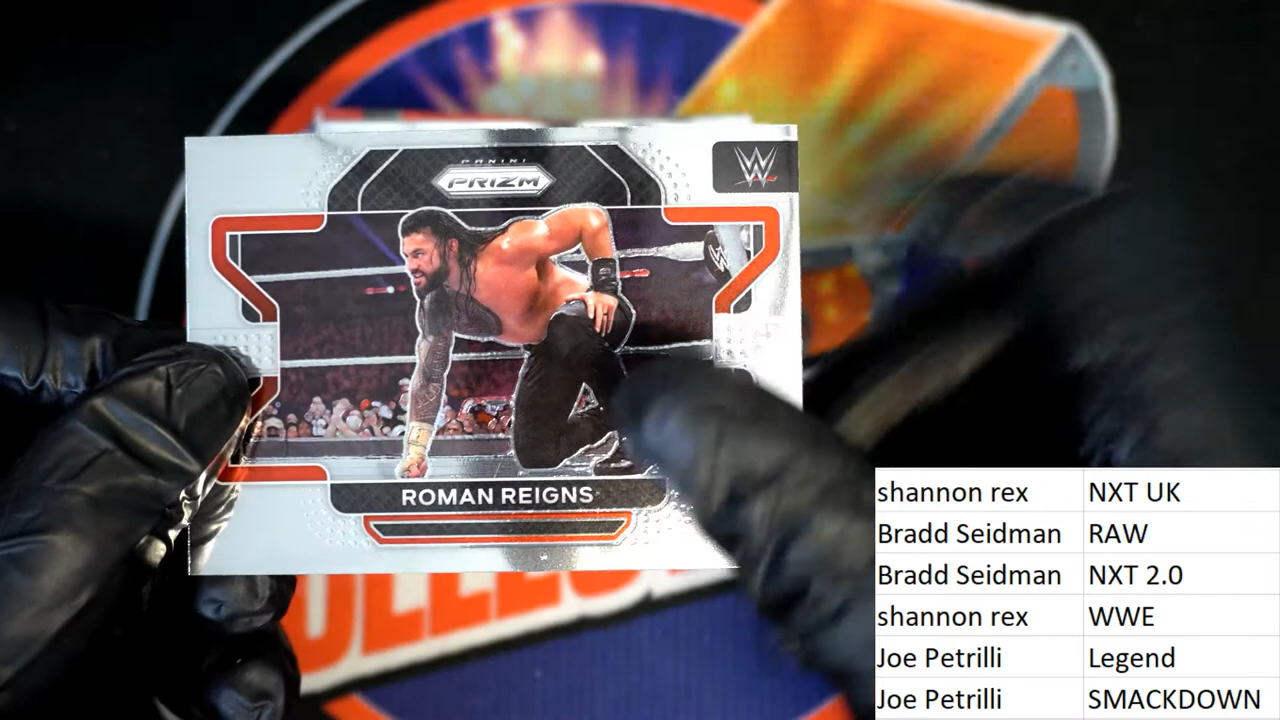 PANINI
PRIZM
W
ROMAN REIGNS
shannon rex NXT UK
Bradd Seidman RAW
Bradd Seidman NXT 2.0
shannon rex WWE
Joe Petrilli Legend
Joe Petrilli SMACKDOWN